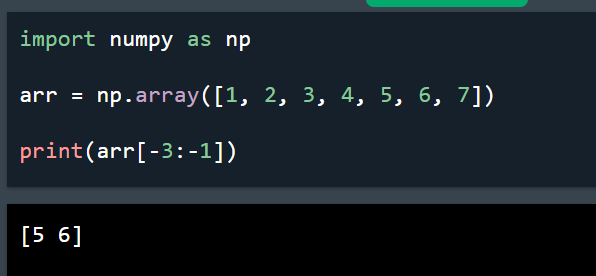 import numpy as np
arr = np.array([1, 2, 3, 4, 5, 6, 7])
print(arr[-3:-1])
[5 6]